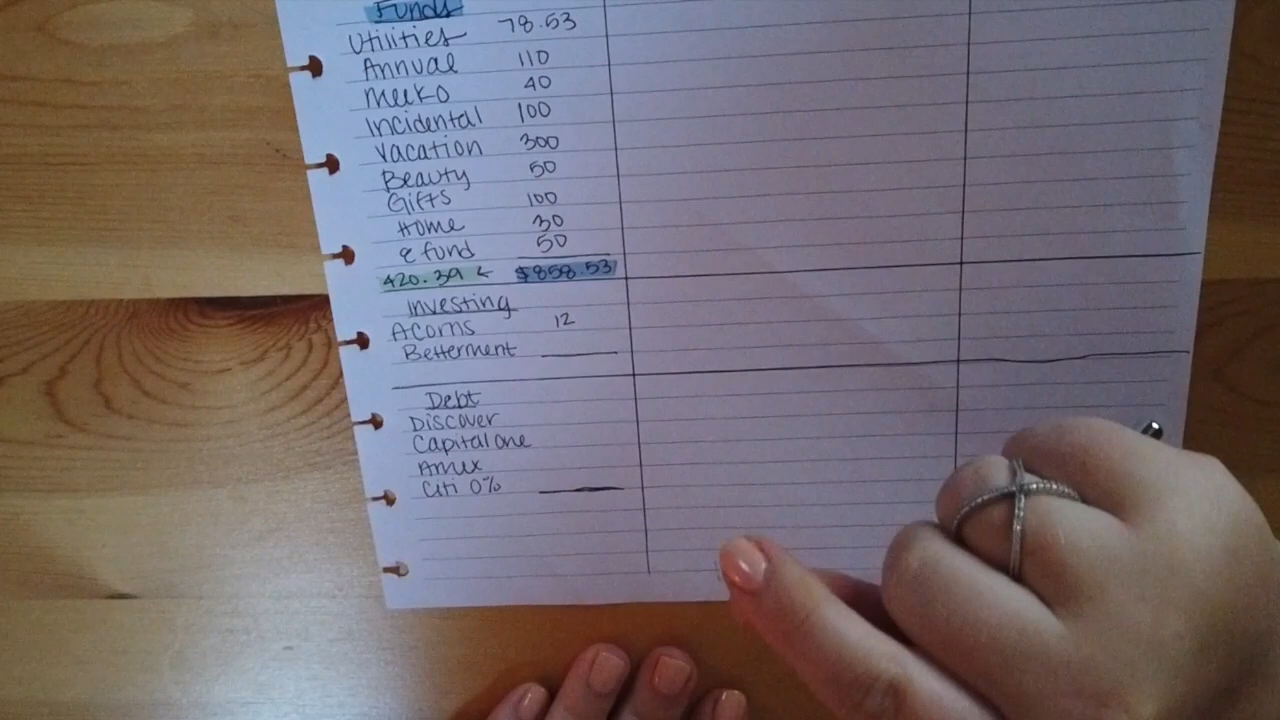 Funds
Utilities 78.53
Annual 110
Meeko 40
Incidental 100
Vacation 300
Beauty 50
Gifts 100
Home 30
e fund 50
420.39 ← $858.53
Investing
Acorns 12
Betterment
Debt
Discover
Capital one
Amex
Citi 0%